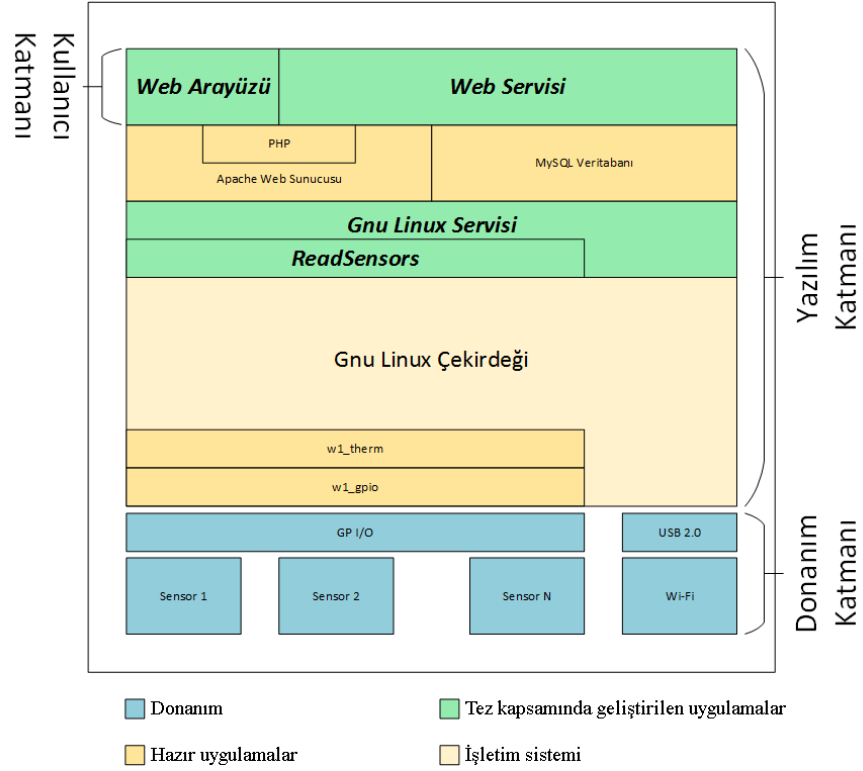 Kullanıcı
Katmanı
Web Arayüzü
Web Servisi
PHP
Apache Web Sunucusu
MySQL Veritabanı
Gnu Linux Servisi
ReadSensors
Gnu Linux Çekirdeği
w1_therm
w1_gpio
Yazılım
Katmanı
GP I/O
USB 2.0
Sensor 1
Sensor 2
Sensor N
Wi-Fi
Donanım
Katmanı
Donanım
Tez kapsamında geliştirilen uygulamalar
Hazır uygulamalar
İşletim sistemi